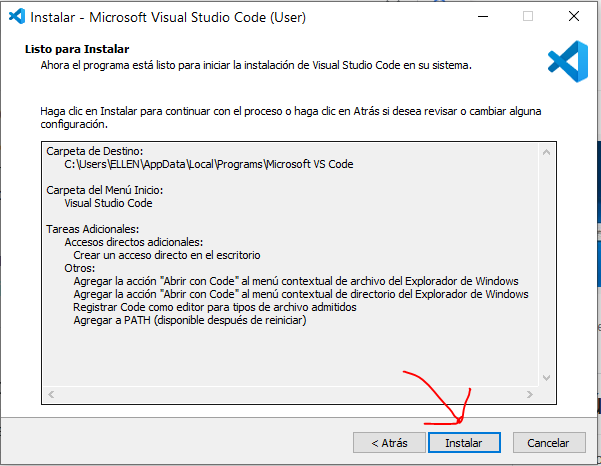 Instalar - Microsoft Visual Studio Code (User)
Listo para Instalar
Ahora el programa está listo para iniciar la instalación de Visual Studio Code en su sistema.
Haga clic en Instalar para continuar con el proceso o haga clic en Atrás si desea revisar o cambiar alguna
configuración.
Carpeta de Destino:
C:\Users\ELLEN\AppData\Local\Programs\Microsoft VS Code
Carpeta del Menú Inicio:
Visual Studio Code
Tareas Adicionales:
Accesos directos adicionales:
Crear un acceso directo en el escritorio
Otros:
Agregar la acción "Abrir con Code" al menú contextual de archivo del Explorador de Windows
Agregar la acción "Abrir con Code" al menú contextual de directorio del Explorador de Windows
Registrar Code como editor para tipos de archivo admitidos
Agregar a PATH (disponible después de reiniciar)
< Atrás Instalar Cancelar